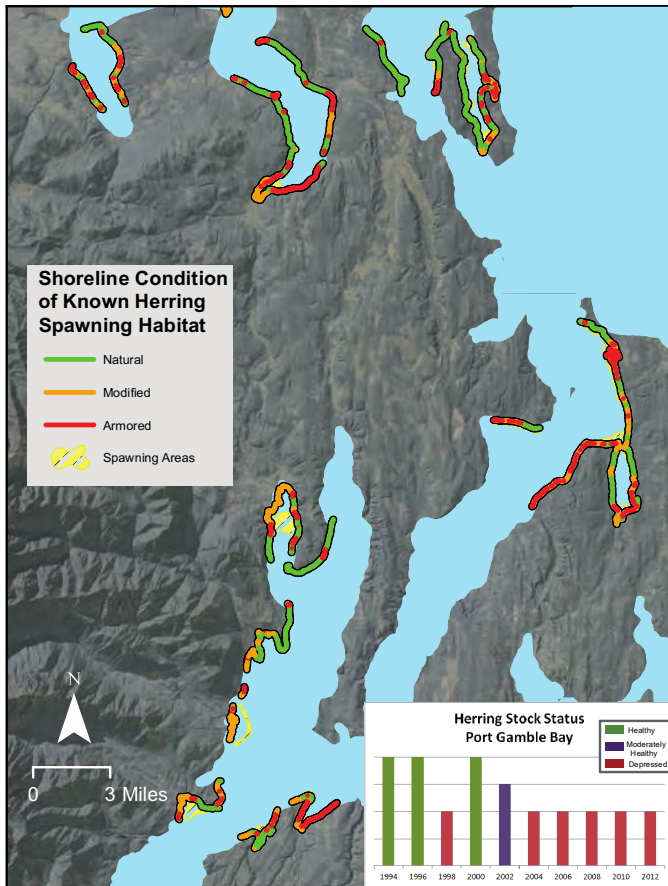 Shoreline Condition
of Known Herring
Spawning Habitat
Natural
Modified
Armored
Spawning Areas
N
0 3 Miles
Herring Stock Status
Port Gamble Bay
Healthy
Moderately
Healthy
Depressed
1994 1996 1998 2000 2002 2004 2006 2008 2010 2012